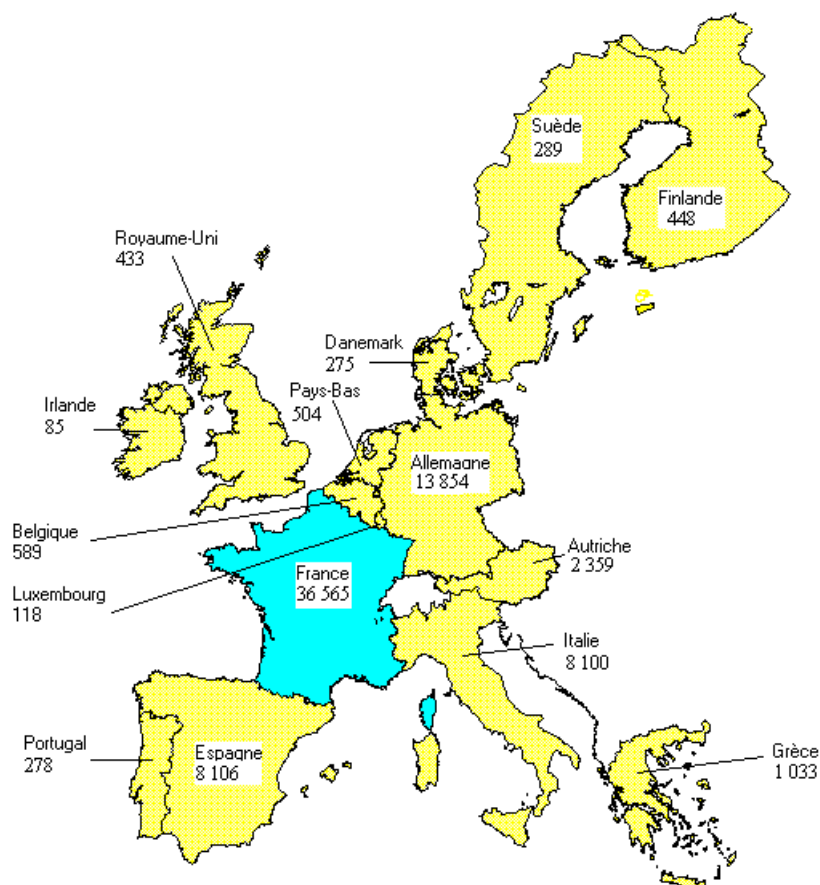 Suède
289
Finlande
448
Royaume-Uni
433
Danemark
275
Pays-Bas
504
Irlande
85
Allemagne
13 854
Belgique
589
Autriche
2 359
France
36 565
Luxembourg
118
Italie
8 100
Portugal
278
Espagne
8 106
Grèce
1 033